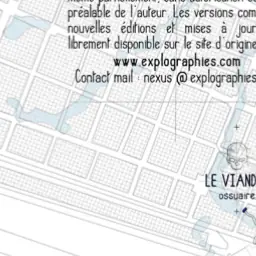 préalable de l'auteur. Les versions com
nouvelles éditions et mises à jour
librement disponible sur le site d'origine
www.explographies.com
Contact mail : nexus @ explographies
LE VIAND
ossuaire